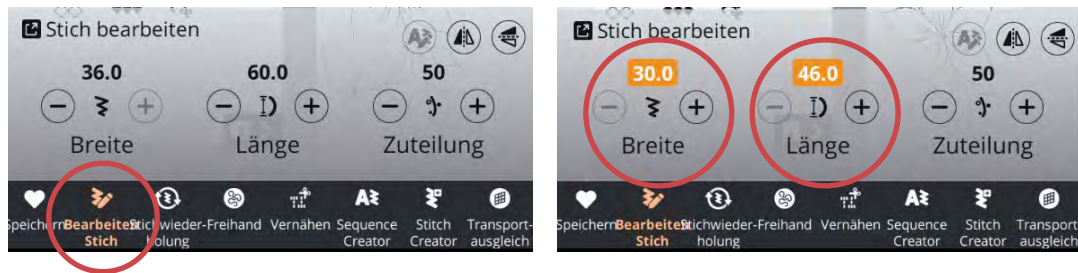 Stich bearbeiten
36.0 60.0 50
Breite Länge Zuteilung
Speichern Bearbeiten Stichwieder- Freihand Vernähen Sequence Stitch Transport-
Stich holung Creator Creator ausgleich
Stich bearbeiten
30.0 46.0 50
Breite Länge Zuteilung
Speichern Bearbeiten Stichwieder- Freihand Vernähen Sequence Stitch Transport-
Stich holung Creator Creator ausgleich